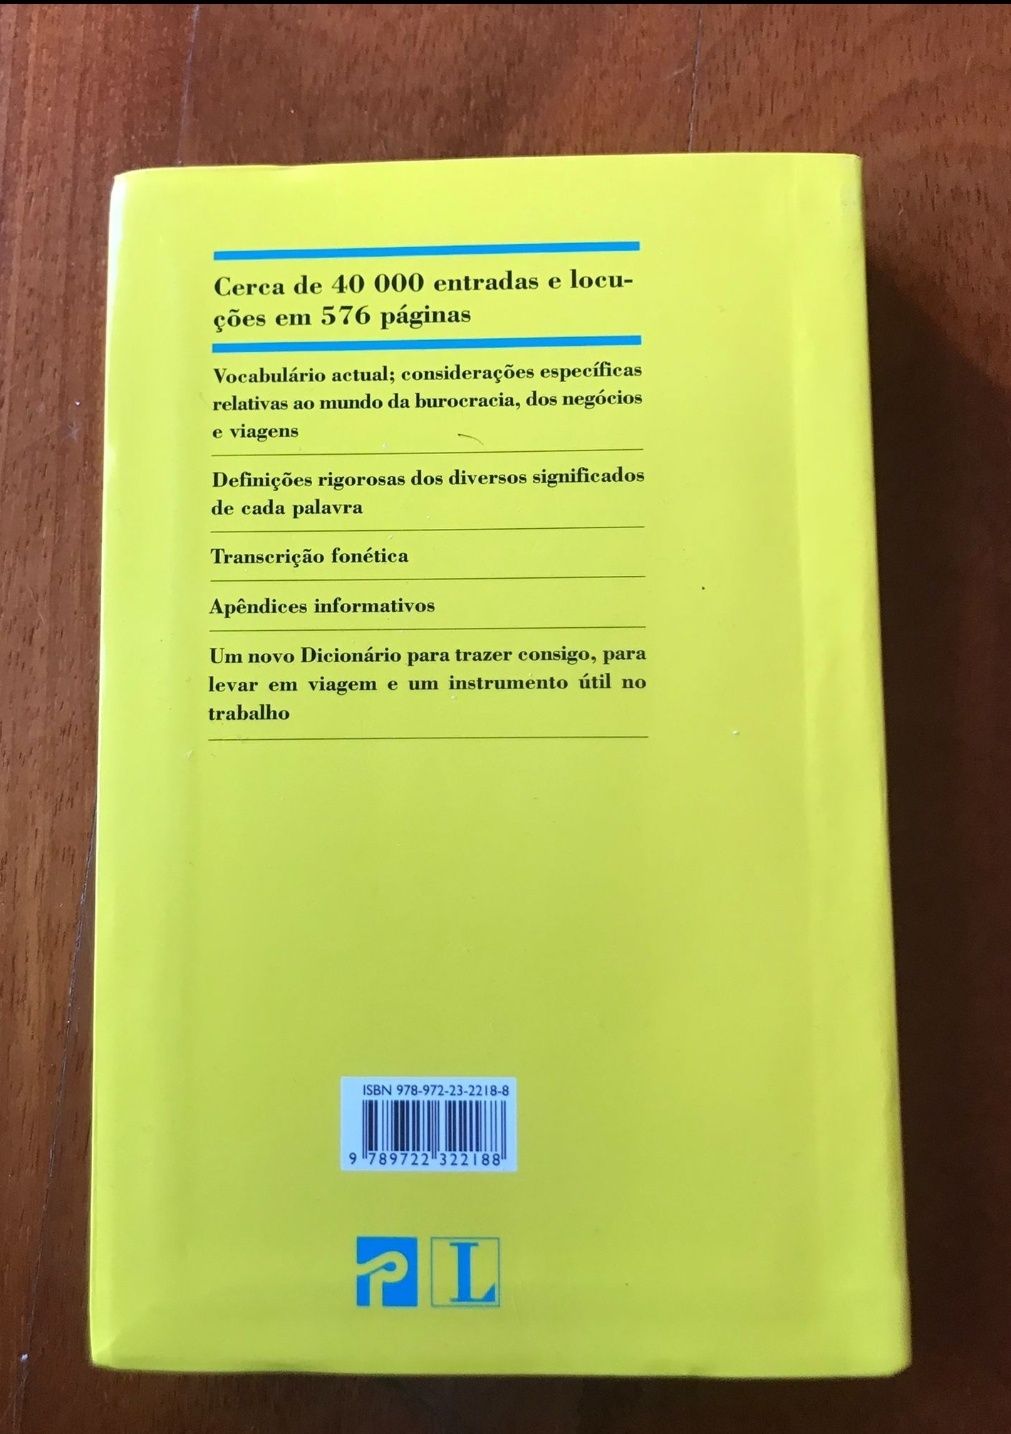 Cerca de 40 000 entradas e locu-
ções em 576 páginas
Vocabulário actual; considerações específicas
relativas ao mundo da burocracia, dos negócios
e viagens
Definições rigorosas dos diversos significados
de cada palavra
Transcrição fonética
Apêndices informativos
Um novo Dicionário para trazer consigo, para
levar em viagem e um instrumento útil no
trabalho
ISBN 978-972-23-2218-8
9 789722 322188
P L